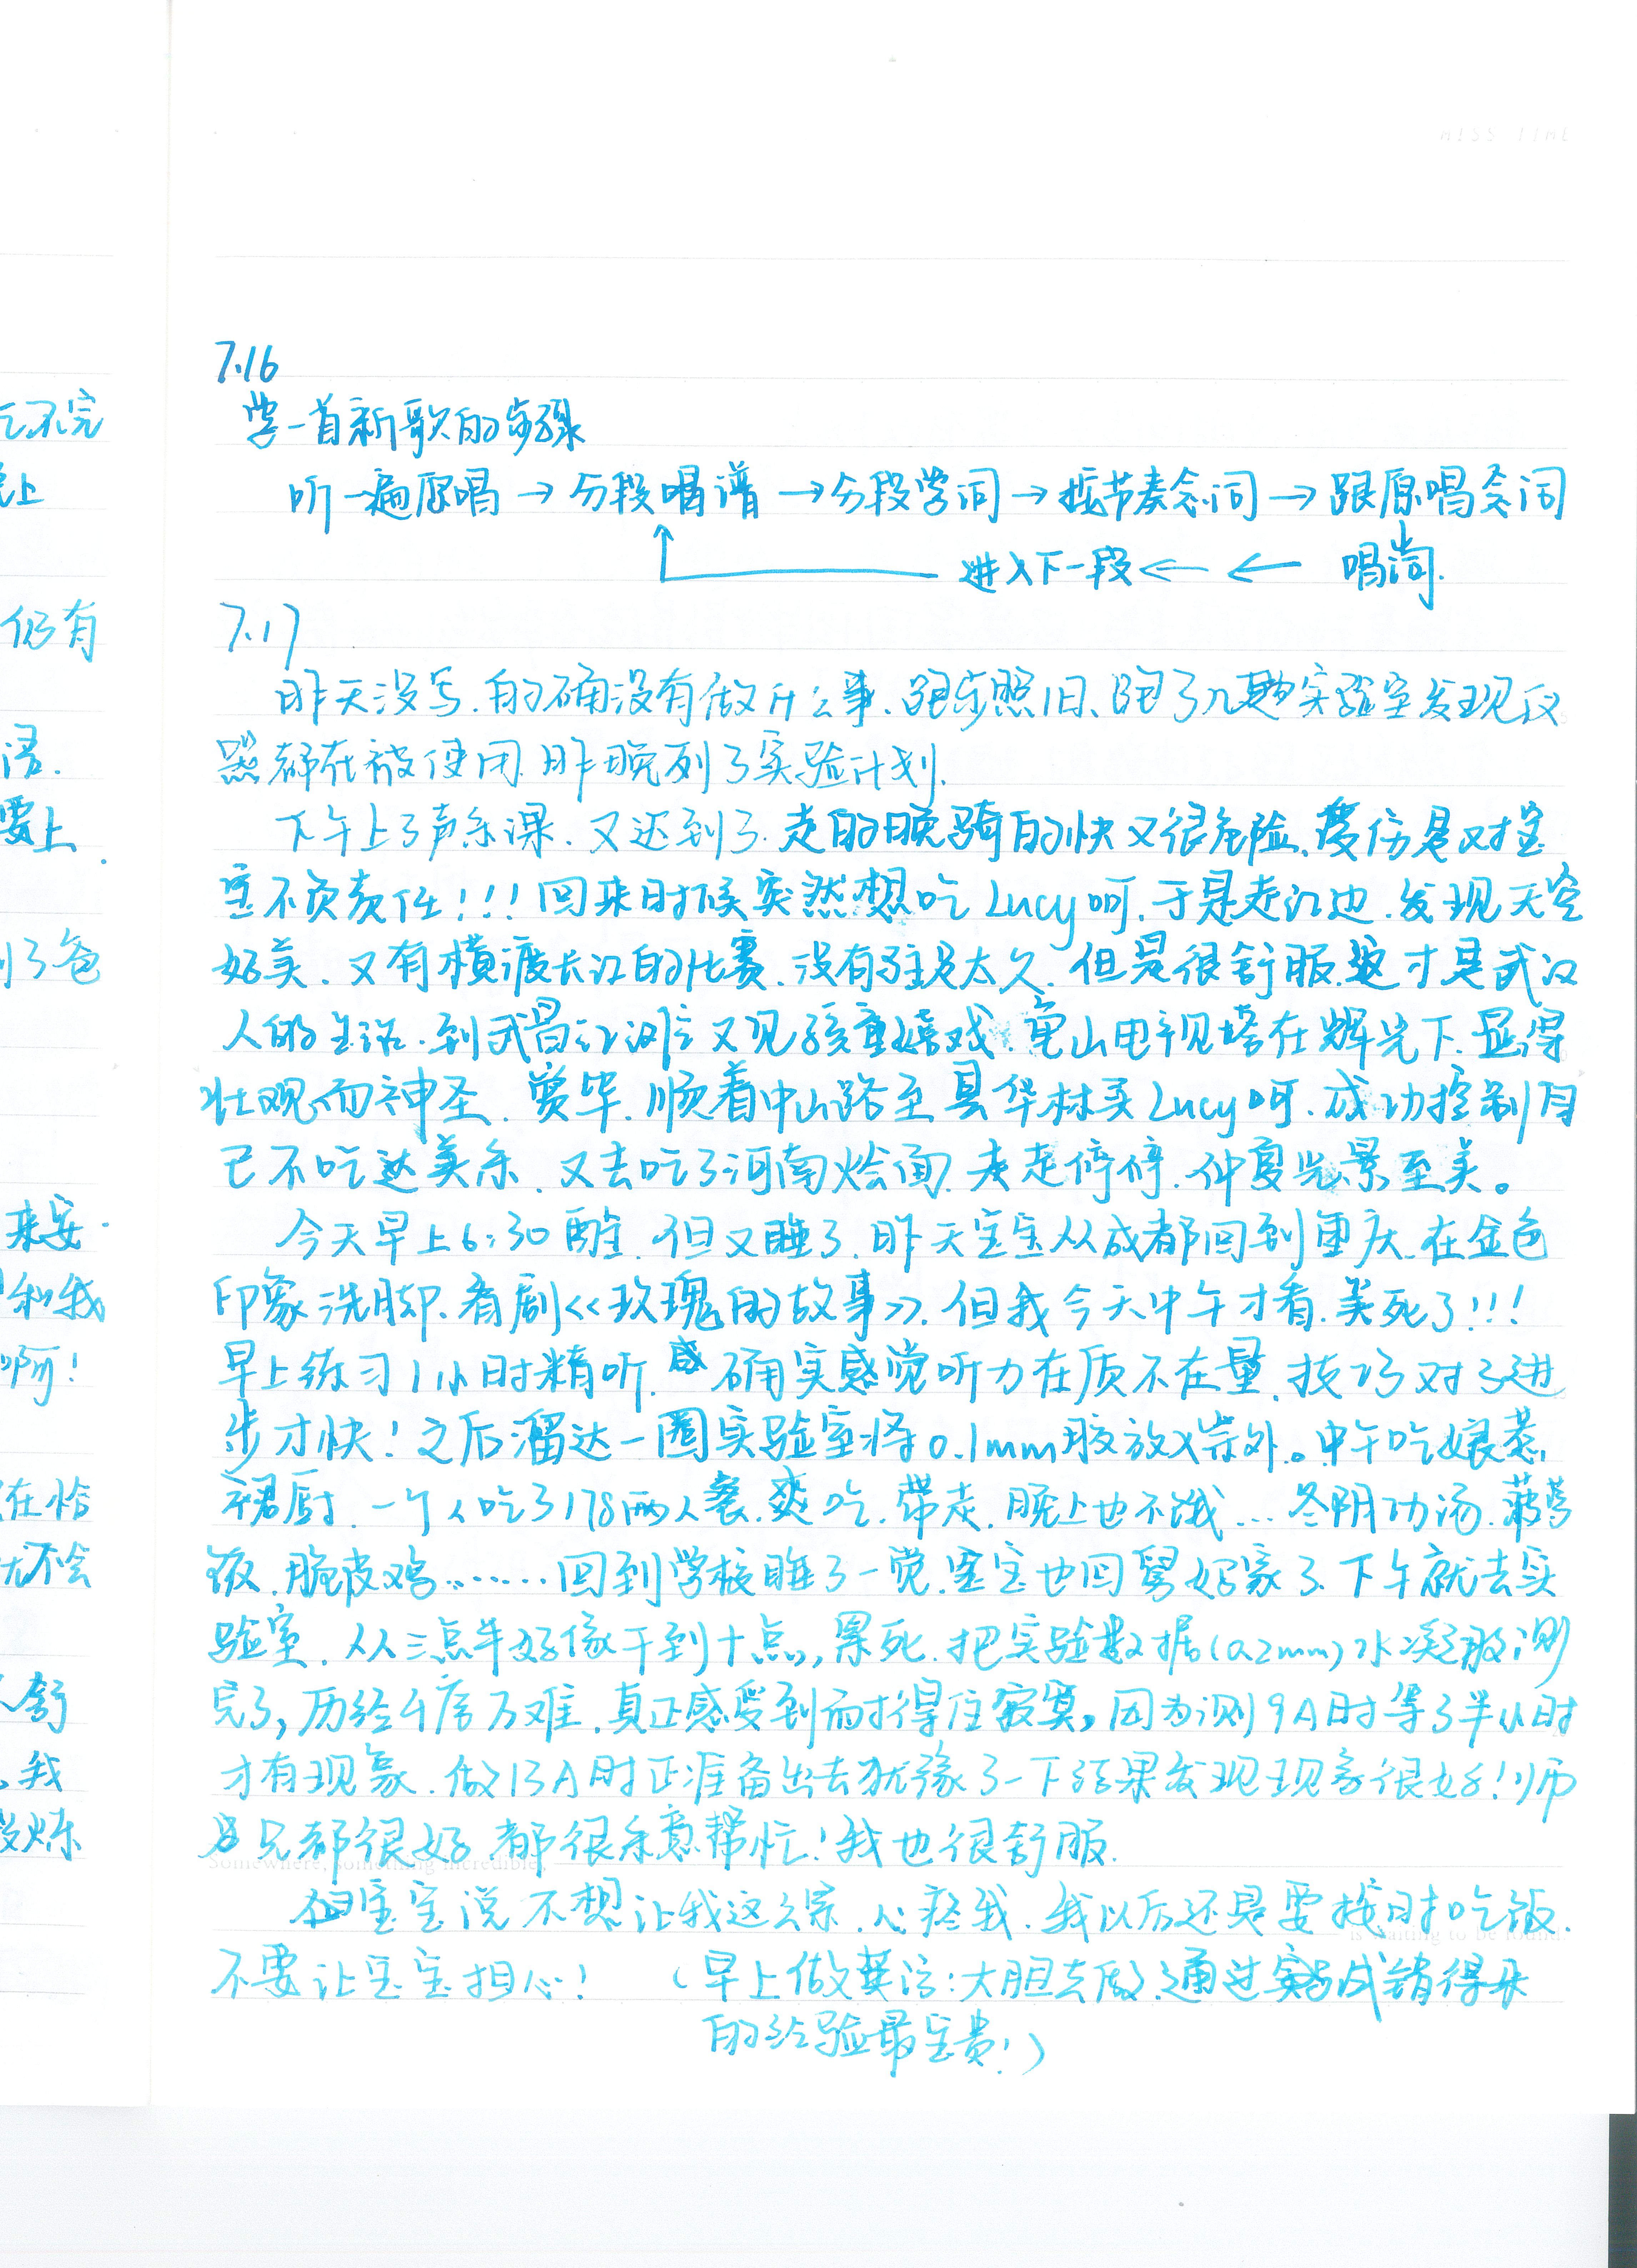 MISS TIME
7.16
学一首新歌的步骤
听一遍原唱→分段唱谱→分段学词→按节奏念词→跟原唱念词
进入下一段← ← 唱词.
7.17
昨天没写.的确没有做什么事.跑步照旧、跑了几趟实验室发现仪
器都在被使用.昨晚列了实验计划.
下午上了声乐课.又迟到了.走的晚骑的快又很危险、受伤是对宝
宝不负责任!!!回来时候突然想吃Lucy呵.于是走江边.发现天空
好美.又有横渡长江的比赛.没有驻足太久.但是很舒服.这才是武汉
人的生活.到武昌江滩又见孩童嬉戏.龟山电视塔在辉光下.显得
壮观而神圣.赏毕.顺着中山路至昙华林买Lucy呵.成功控制自
己不吃达美乐.又去吃了河南烩面.走走停停.仲夏光景至美。
今天早上6:30醒.但又睡了.昨天宝宝从成都回到重庆.在金色
印象洗脚.看剧<<玫瑰的故事>>.但我今天中午才看.美死了!!!
早上练习1小时精听.感确实感觉听力在质不在量.技巧对了进
步才快!之后溜达一圈实验室将0.1mm胶放入帘外。中午吃娘惹
裙厨.一个人吃了178两人套.爽吃.带走.晚上也不饿...冬阴功汤.菠萝
饭.脆皮鸡.......回到学校睡了一觉.宝宝也回舅妈家了.下午就去实
验室.从三点半好像干到十点,累死.把实验数据(0.2mm)水凝胶测
完了,历经千辛万难.真正感受到耐得住寂寞,因为测9A时等了半小时
才有现象.做13A时正准备出去犹豫了一下结果发现现象很好!师
兄都很好.都很乐意帮忙!我也很舒服.
Somewhere, something incredible
但宝宝说不想让我这么累.心疼我.我以后还是要按时吃饭.
is waiting to be found.
不要让宝宝担心! (早上做英语:大胆去做.通过实践成错得来
的经验最宝贵!)